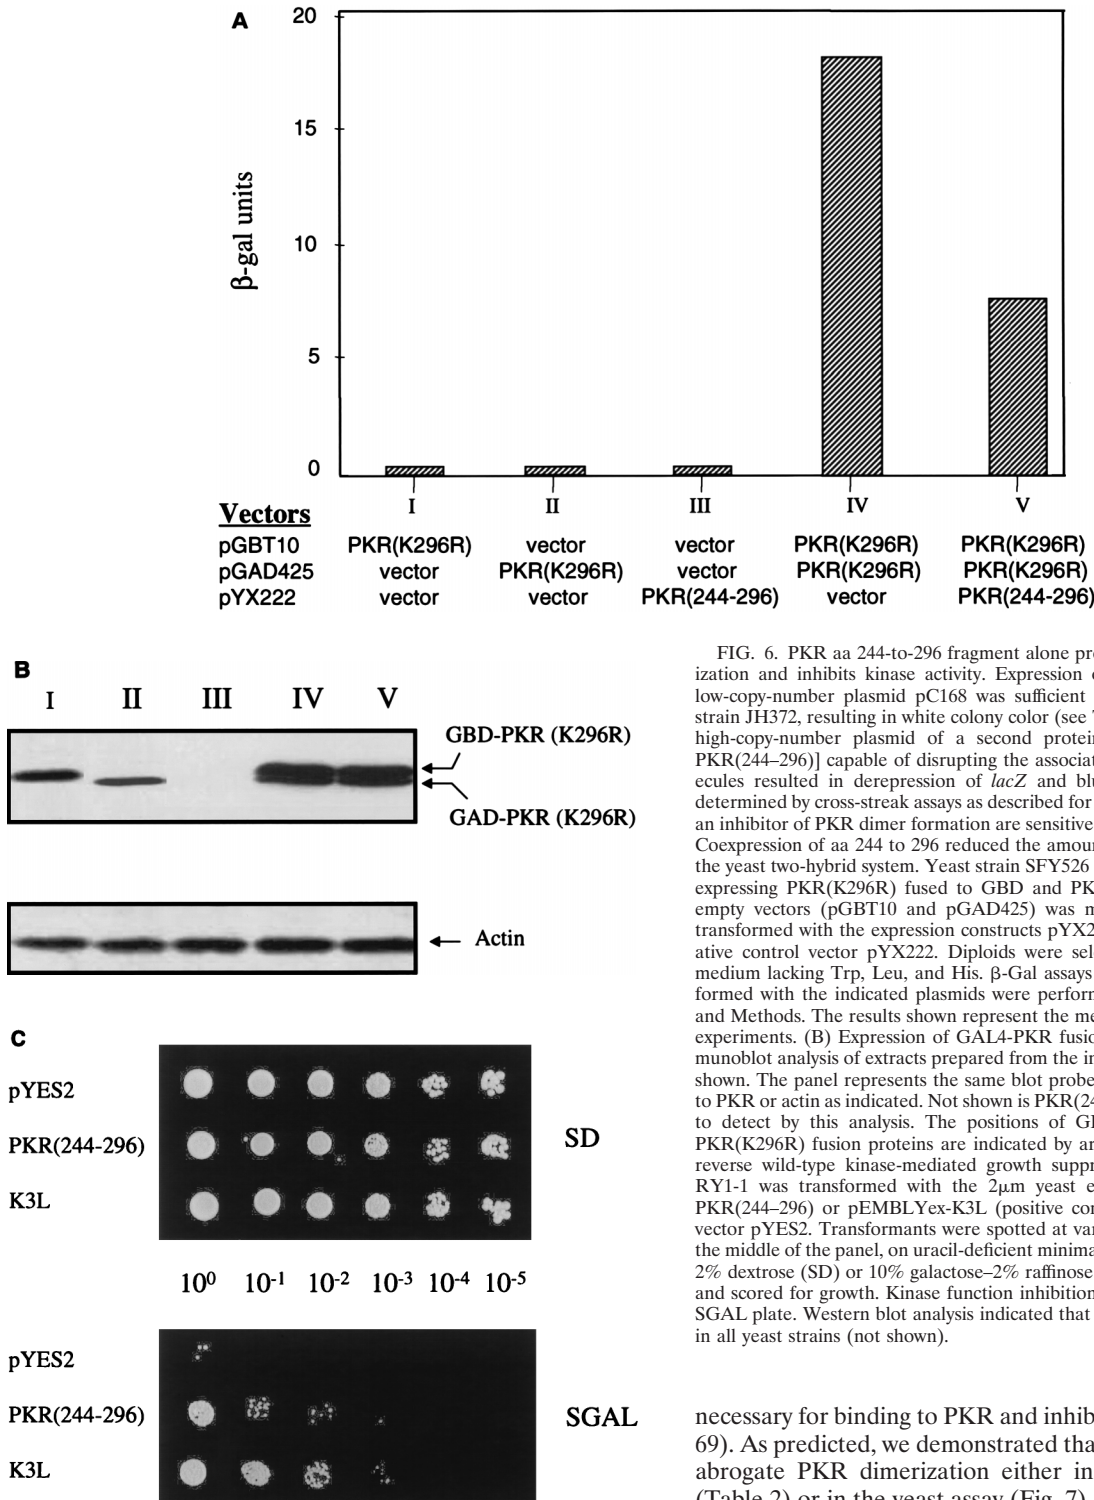 A
20
15
10
5
0
β-gal units
I II III IV V
Vectors
pGBT10 PKR(K296R) vector vector PKR(K296R) PKR(K296R)
pGAD425 vector PKR(K296R) vector PKR(K296R) PKR(K296R)
pYX222 vector vector PKR(244-296) vector PKR(244-296)
B
I II III IV V
GBD-PKR (K296R)
GAD-PKR (K296R)
Actin
C
pYES2
PKR(244-296)
K3L
SD
10⁰ 10⁻¹ 10⁻² 10⁻³ 10⁻⁴ 10⁻⁵
pYES2
PKR(244-296)
K3L
SGAL
FIG. 6. PKR aa 244-to-296 fragment alone pre
ization and inhibits kinase activity. Expression o
low-copy-number plasmid pC168 was sufficient
strain JH372, resulting in white colony color (see
high-copy-number plasmid of a second protein
PKR(244–296)] capable of disrupting the associat
ecules resulted in derepression of lacZ and blu
determined by cross-streak assays as described for
an inhibitor of PKR dimer formation are sensitive
Coexpression of aa 244 to 296 reduced the amour
the yeast two-hybrid system. Yeast strain SFY526
expressing PKR(K296R) fused to GBD and PK
empty vectors (pGBT10 and pGAD425) was m
transformed with the expression constructs pYX2
ative control vector pYX222. Diploids were sel
medium lacking Trp, Leu, and His. β-Gal assays
formed with the indicated plasmids were perform
and Methods. The results shown represent the me
experiments. (B) Expression of GAL4-PKR fusio
munoblot analysis of extracts prepared from the in
shown. The panel represents the same blot probe
to PKR or actin as indicated. Not shown is PKR(24
to detect by this analysis. The positions of GI
PKR(K296R) fusion proteins are indicated by ar
reverse wild-type kinase-mediated growth suppr
RY1-1 was transformed with the 2μm yeast e
PKR(244–296) or pEMBLYex-K3L (positive con
vector pYES2. Transformants were spotted at var
the middle of the panel, on uracil-deficient minima
2% dextrose (SD) or 10% galactose–2% raffinose
and scored for growth. Kinase function inhibition
SGAL plate. Western blot analysis indicated that
in all yeast strains (not shown).
necessary for binding to PKR and inhib
69). As predicted, we demonstrated tha
abrogate PKR dimerization either in
(Table 2) or in the yeast assay (Fig. 7)